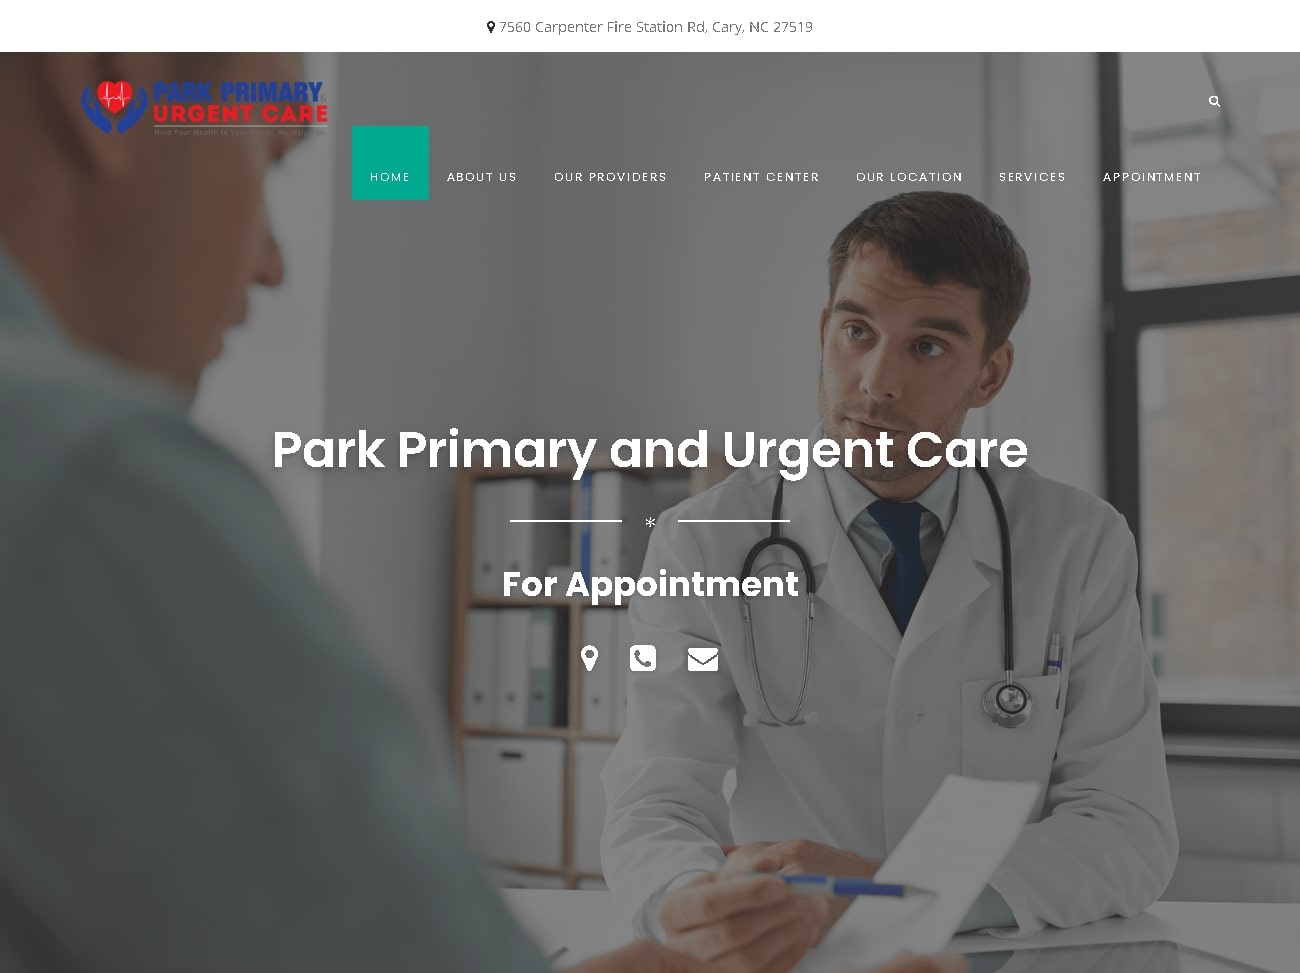 7560 Carpenter Fire Station Rd, Cary, NC 27519
PARK PRIMARY &
URGENT CARE
Hold Your Health In Your Hands, We Help You.
HOME ABOUT US OUR PROVIDERS PATIENT CENTER OUR LOCATION SERVICES APPOINTMENT
Park Primary and Urgent Care
For Appointment